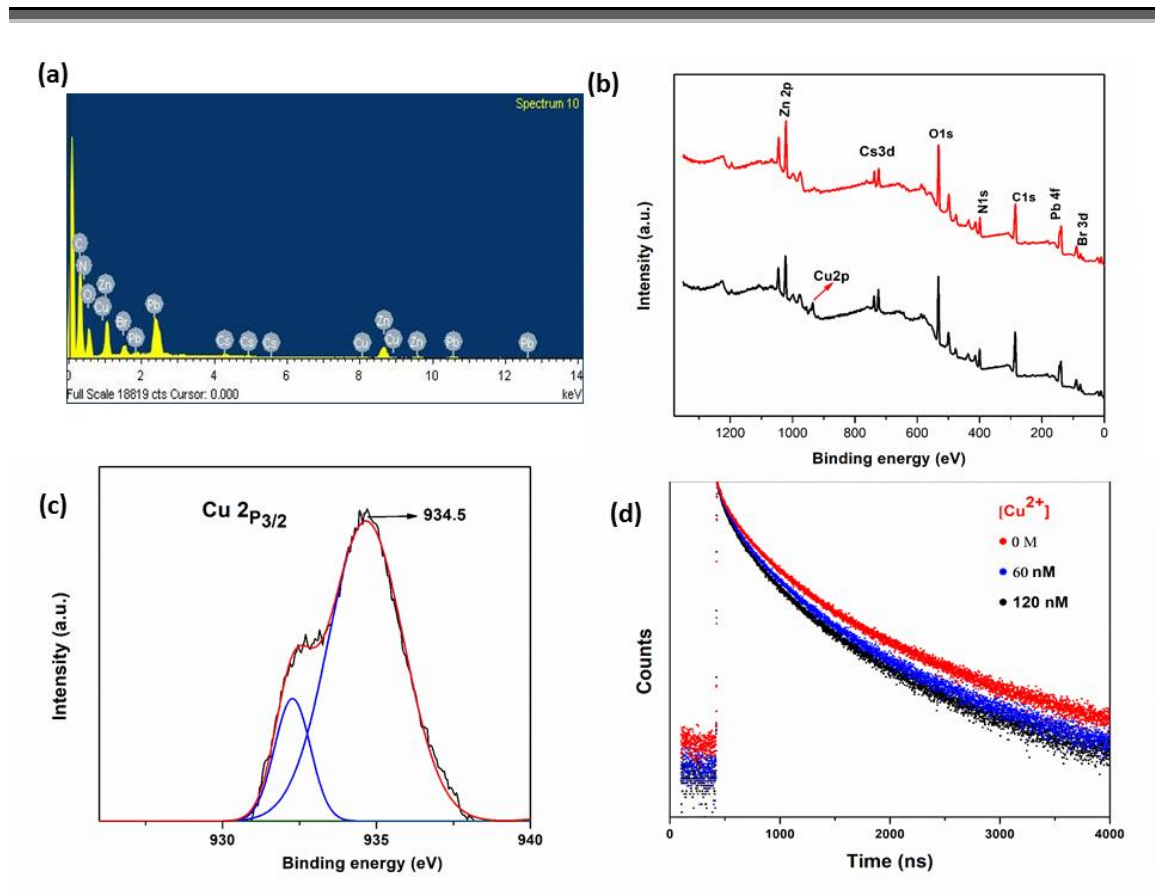 (a)
Spectrum 10
C
N
O
Zn
Cu
Br
Pb
Pb
Cs
Cs
Cs
Cu
Zn
Cu
Zn
Pb
Pb
0 2 4 6 8 10 12 14
Full Scale 18819 cts Cursor: 0.000 keV
(b)
Zn 2p
Cs3d
O1s
N1s
C1s
Pb 4f
Br 3d
Cu2p
Intensity (a.u.)
1200 1000 800 600 400 200 0
Binding energy (eV)
(c)
Cu 2P3/2
934.5
Intensity (a.u.)
930 935 940
Binding energy (eV)
(d)
[Cu2+]
0 M
60 nM
120 nM
Counts
0 1000 2000 3000 4000
Time (ns)